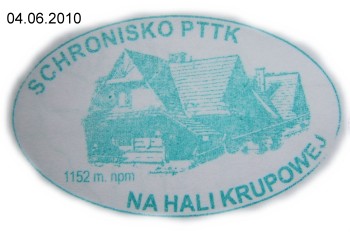 04.06.2010
SCHRONISKO PTTK
1152 m. npm
NA HALI KRUPOWEJ